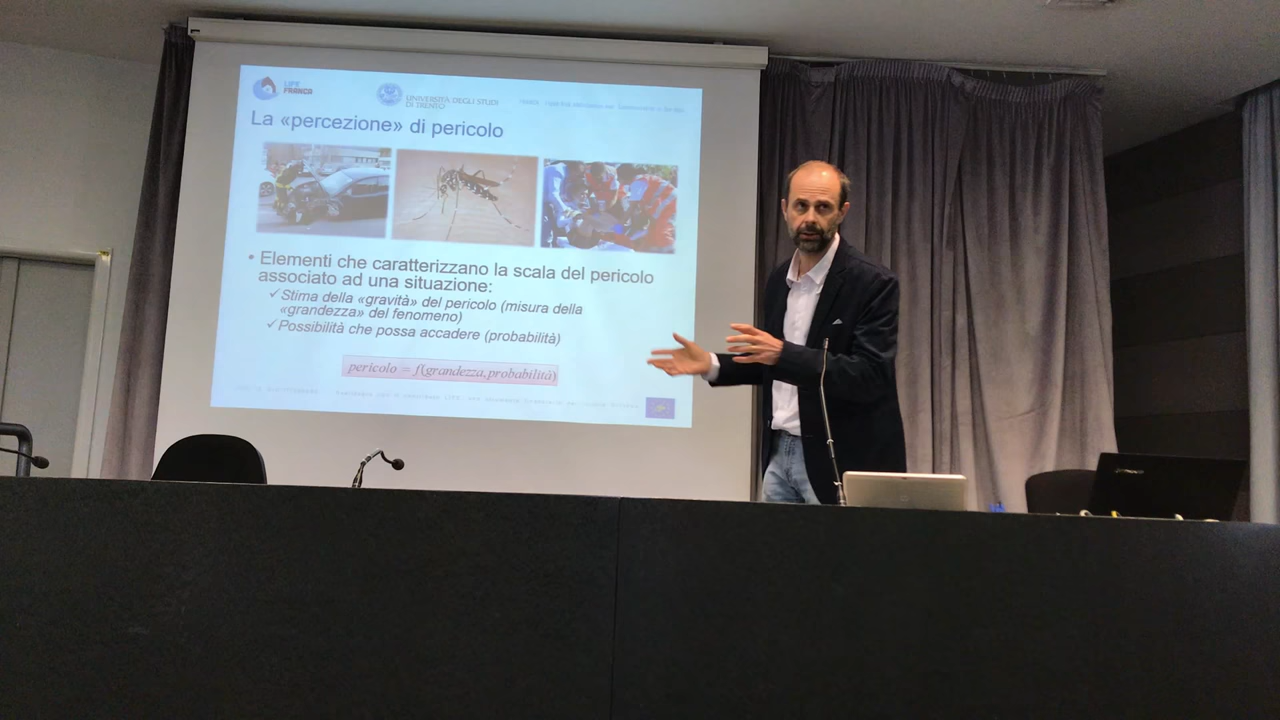 LIFE
FRANCA
UNIVERSITÀ DEGLI STUDI
DI TRENTO
La «percezione» di pericolo
• Elementi che caratterizzano la scala del pericolo
associato ad una situazione:
✓Stima della «gravità» del pericolo (misura della
«grandezza» del fenomeno)
✓Possibilità che possa accadere (probabilità)
pericolo = f(grandezza, probabilità)